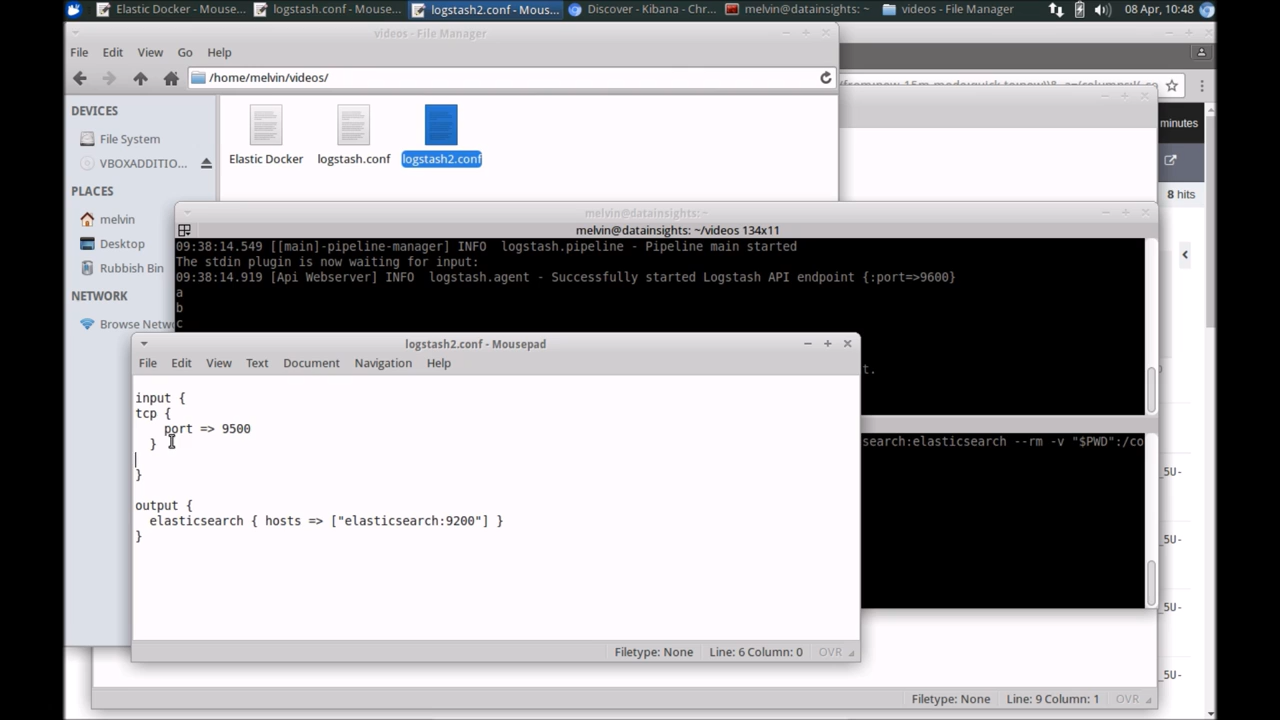 Elastic Docker - Mouse...
logstash.conf - Mouse...
logstash2.conf - Mous...
Discover - Kibana - Chr...
melvin@datainsights: ~
videos - File Manager
08 Apr, 10:48
videos - File Manager
File Edit View Go Help
/home/melvin/videos/
DEVICES
File System
VBOXADDITIO...
PLACES
melvin
Desktop
Rubbish Bin
NETWORK
Browse Netw
Elastic Docker
logstash.conf
logstash2.conf
minutes
8 hits
melvin@datainsights: ~
melvin@datainsights: ~/videos 134x11
09:38:14.549 [[main]-pipeline-manager] INFO  logstash.pipeline - Pipeline main started
The stdin plugin is now waiting for input:
09:38:14.919 [Api Webserver] INFO  logstash.agent - Successfully started Logstash API endpoint {:port=>9600}
a
b
c
t.
search:elasticsearch --rm -v "$PWD":/co
logstash2.conf - Mousepad
File Edit View Text Document Navigation Help
input {
tcp {
    port => 9500
  }
}
output {
  elasticsearch { hosts => ["elasticsearch:9200"] }
}
Filetype: None Line: 6 Column: 0 OVR
Filetype: None Line: 9 Column: 1 OVR
_5U-
_5U-
_5U-
_5U-